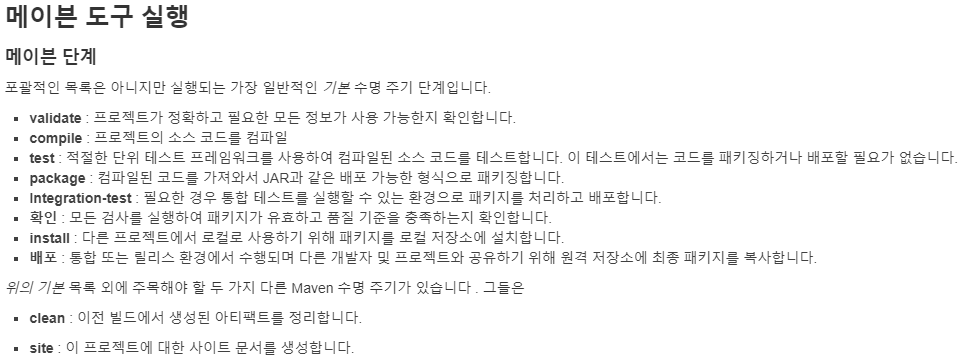 메이븐 도구 실행
메이븐 단계
포괄적인 목록은 아니지만 실행되는 가장 일반적인 기본 수명 주기 단계입니다.
validate : 프로젝트가 정확하고 필요한 모든 정보가 사용 가능한지 확인합니다.
compile : 프로젝트의 소스 코드를 컴파일
test : 적절한 단위 테스트 프레임워크를 사용하여 컴파일된 소스 코드를 테스트합니다. 이 테스트에서는 코드를 패키징하거나 배포할 필요가 없습니다.
package : 컴파일된 코드를 가져와서 JAR과 같은 배포 가능한 형식으로 패키징합니다.
integration-test : 필요한 경우 통합 테스트를 실행할 수 있는 환경으로 패키지를 처리하고 배포합니다.
확인 : 모든 검사를 실행하여 패키지가 유효하고 품질 기준을 충족하는지 확인합니다.
install : 다른 프로젝트에서 로컬로 사용하기 위해 패키지를 로컬 저장소에 설치합니다.
배포 : 통합 또는 릴리스 환경에서 수행되며 다른 개발자 및 프로젝트와 공유하기 위해 원격 저장소에 최종 패키지를 복사합니다.
위의 기본 목록 외에 주목해야 할 두 가지 다른 Maven 수명 주기가 있습니다 . 그들은
clean : 이전 빌드에서 생성된 아티팩트를 정리합니다.
site : 이 프로젝트에 대한 사이트 문서를 생성합니다.